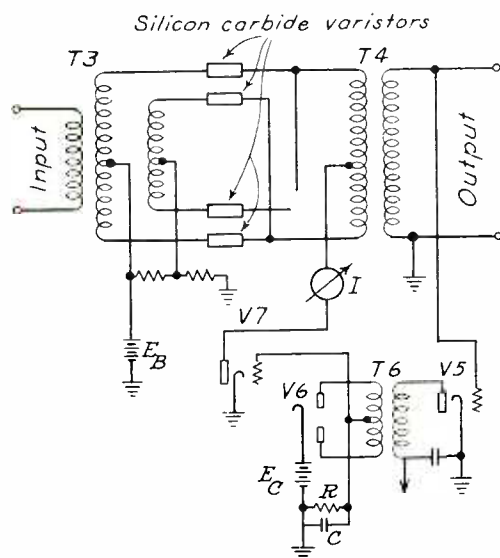 Silicon carbide varistors
T3
T4
Input
Output
I
V7
E_B
V6
T6
V5
E_C
R
C